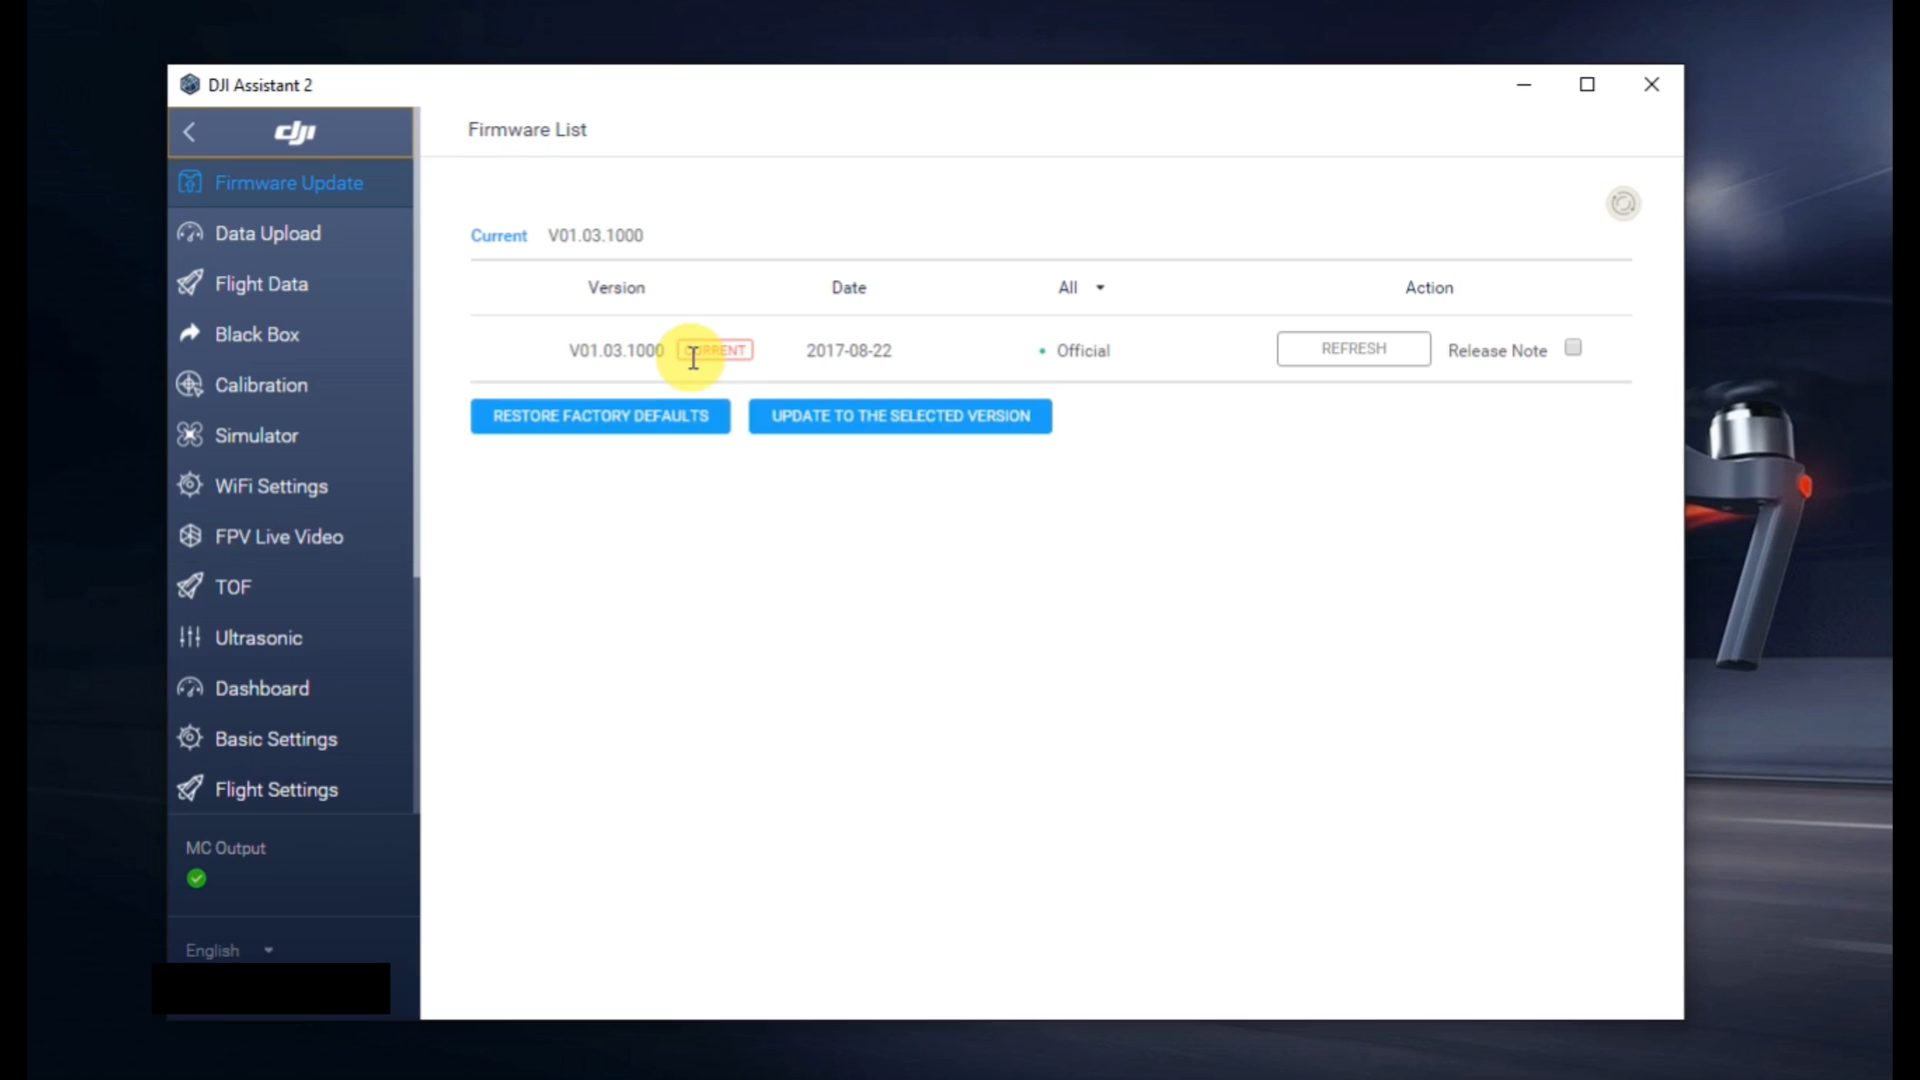 DJI Assistant 2
dji
Firmware List
Firmware Update
Data Upload
Flight Data
Black Box
Calibration
Simulator
WiFi Settings
FPV Live Video
TOF
Ultrasonic
Dashboard
Basic Settings
Flight Settings
MC Output
English
Current V01.03.1000
Version Date All Action
V01.03.1000 CURRENT 2017-08-22 Official REFRESH Release Note
RESTORE FACTORY DEFAULTS UPDATE TO THE SELECTED VERSION